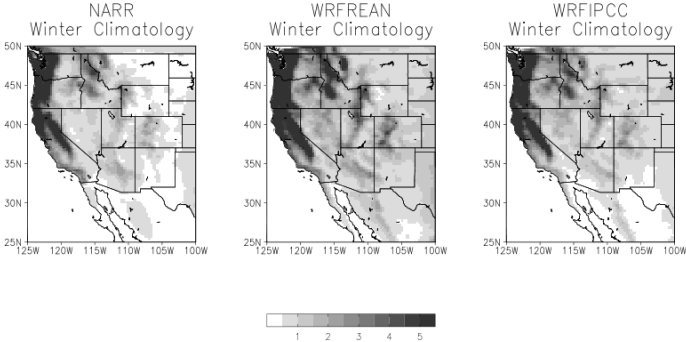 NARR
Winter Climatology
50N
45N
40N
35N
30N
25N
125W 120W 115W 110W 105W 100W
WRFREAN
Winter Climatology
50N
45N
40N
35N
30N
25N
125W 120W 115W 110W 105W 100W
WRFIPCC
Winter Climatology
50N
45N
40N
35N
30N
25N
125W 120W 115W 110W 105W 100W
1 2 3 4 5